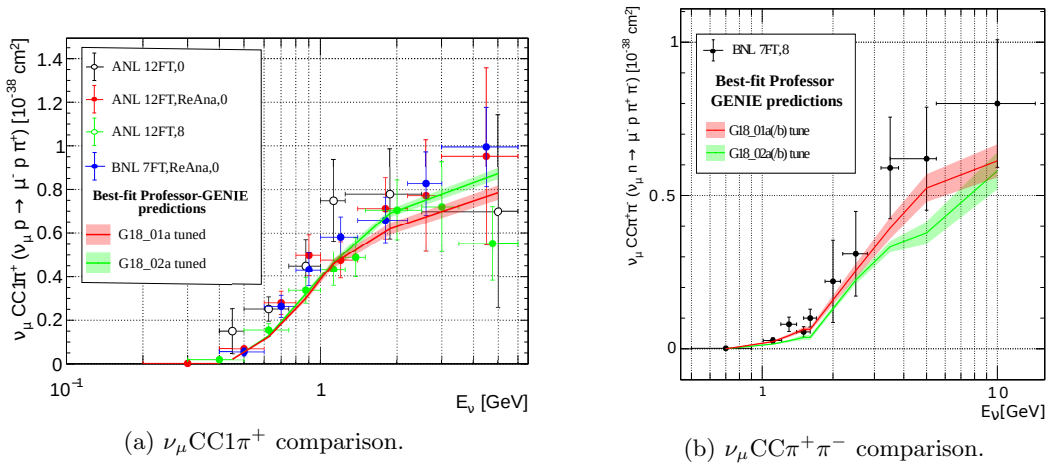 ν_μ CC1π⁺ (ν_μ p → μ⁻ p π⁺) [10⁻³⁸ cm²]
1.4
1.2
1
0.8
0.6
0.4
0.2
0
ANL 12FT,0
ANL 12FT,ReAna,0
ANL 12FT,8
BNL 7FT,ReAna,0
Best-fit Professor-GENIE
predictions
G18_01a tuned
G18_02a tuned
10⁻¹
1
E_ν [GeV]
(a) ν_μCC1π⁺ comparison.
ν_μ CCπ⁺π⁻ (ν_μ n → μ⁻ p π⁺ π) [10⁻³⁸ cm²]
1
0.5
0
BNL 7FT,8
Best-fit Professor
GENIE predictions
G18_01a(/b) tune
G18_02a(/b) tune
1
10
E_ν[GeV]
(b) ν_μCCπ⁺π⁻ comparison.